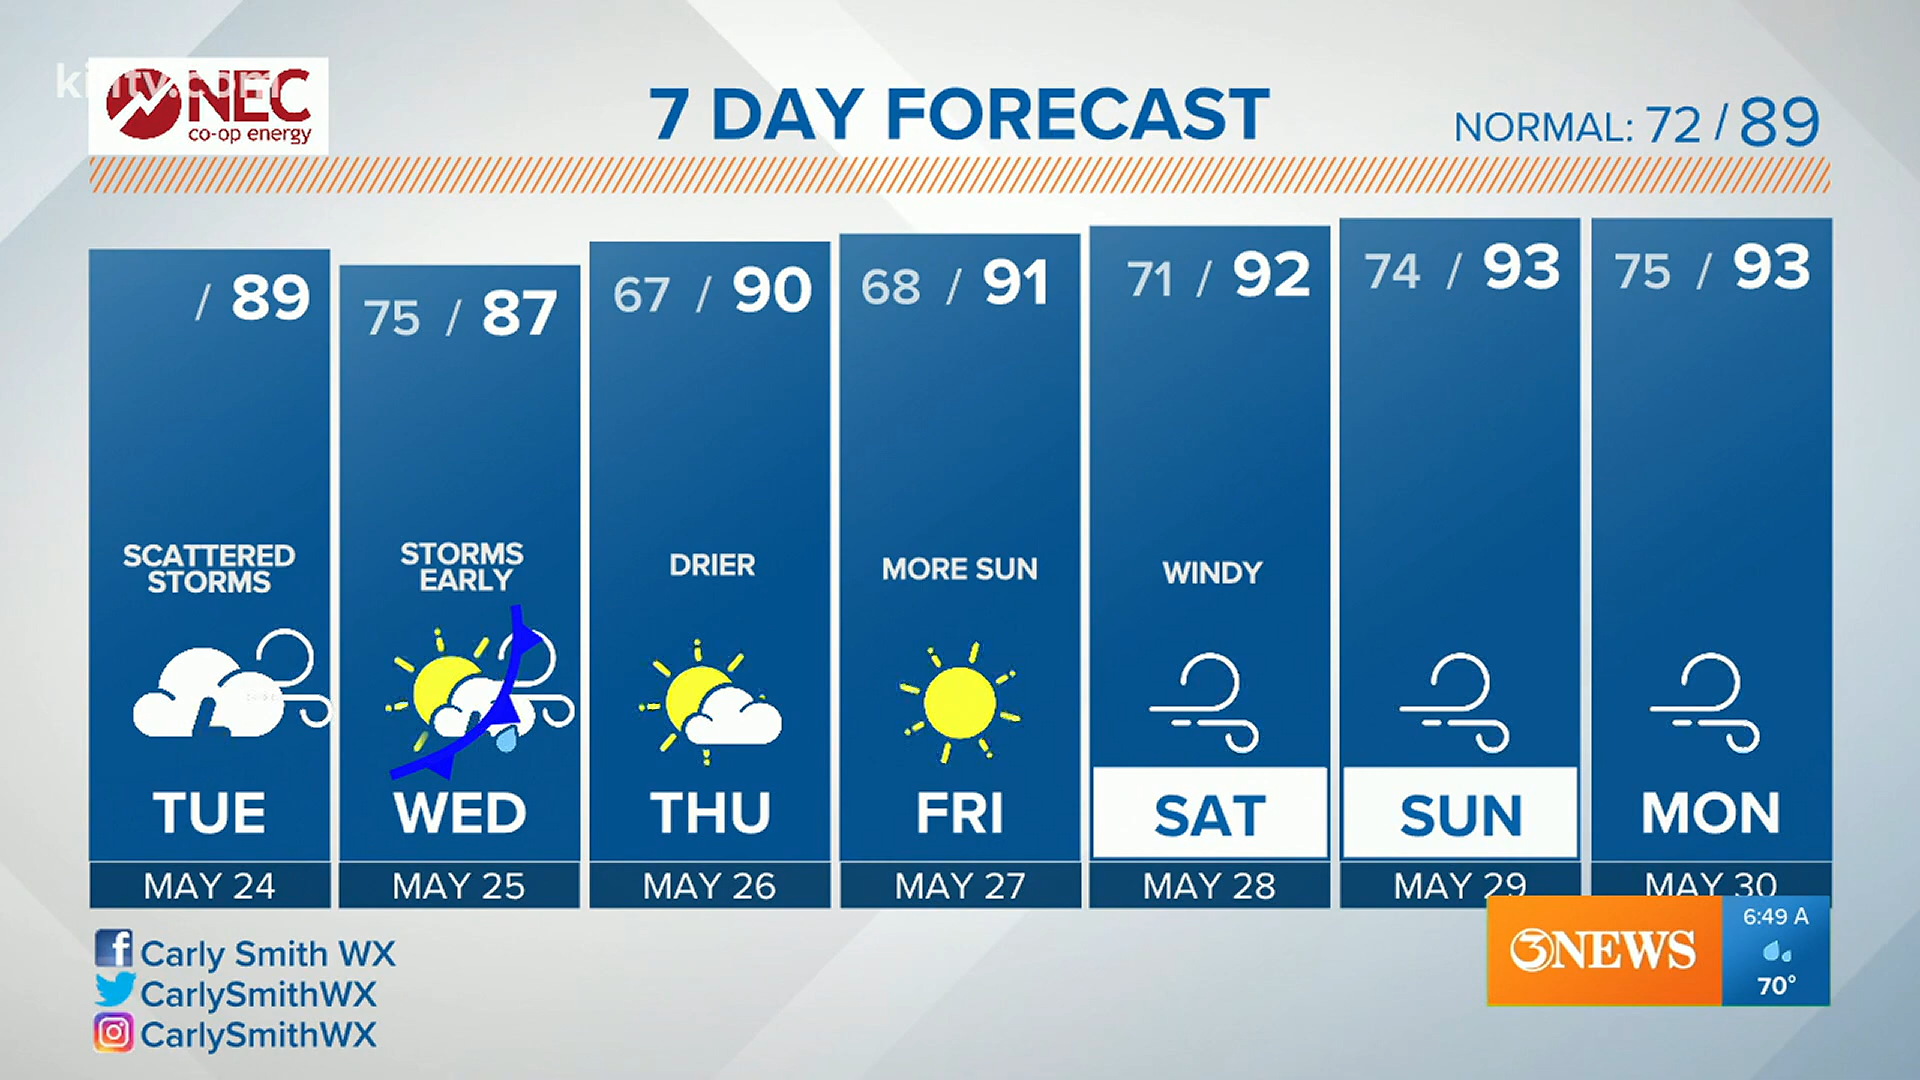 kiiitv.com
NEC
co-op energy
7 DAY FORECAST
NORMAL: 72 / 89
/ 89
75 / 87
67 / 90
68 / 91
71 / 92
74 / 93
75 / 93
SCATTERED
STORMS
STORMS
EARLY
DRIER
MORE SUN
WINDY
TUE
WED
THU
FRI
SAT
SUN
MON
MAY 24
MAY 25
MAY 26
MAY 27
MAY 28
MAY 29
MAY 30
Carly Smith WX
CarlySmithWX
CarlySmithWX
3NEWS
6:49 A
70°